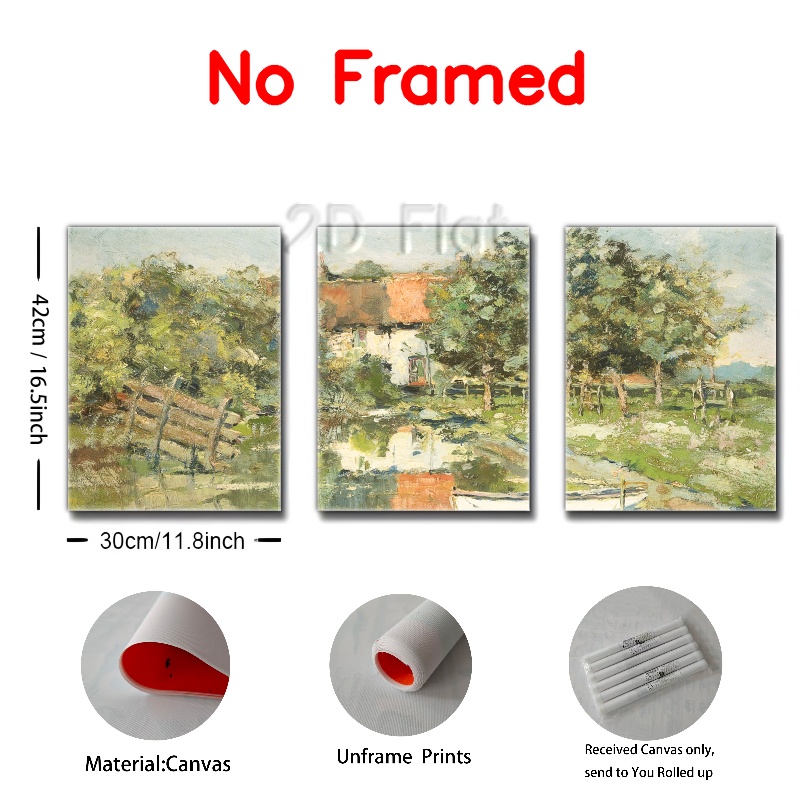 No Framed
2D Flat
42cm / 16.5inch
30cm/11.8inch
Material:Canvas
Unframe Prints
Received Canvas only,
send to You Rolled up